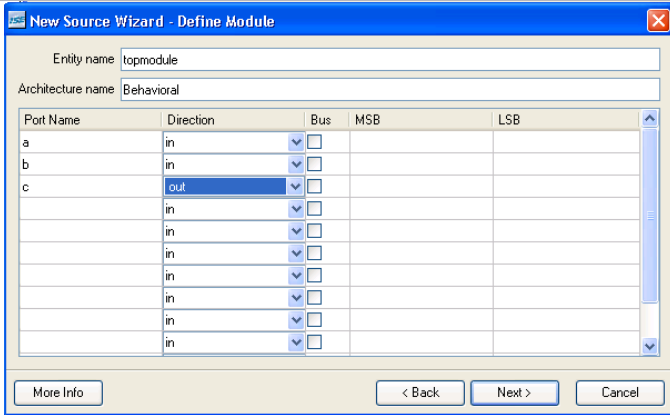 ISE New Source Wizard - Define Module
Entity name topmodule
Architecture name Behavioral
Port Name Direction Bus MSB LSB
a in
b in
c out
in
in
in
in
in
in
in
More Info < Back Next > Cancel